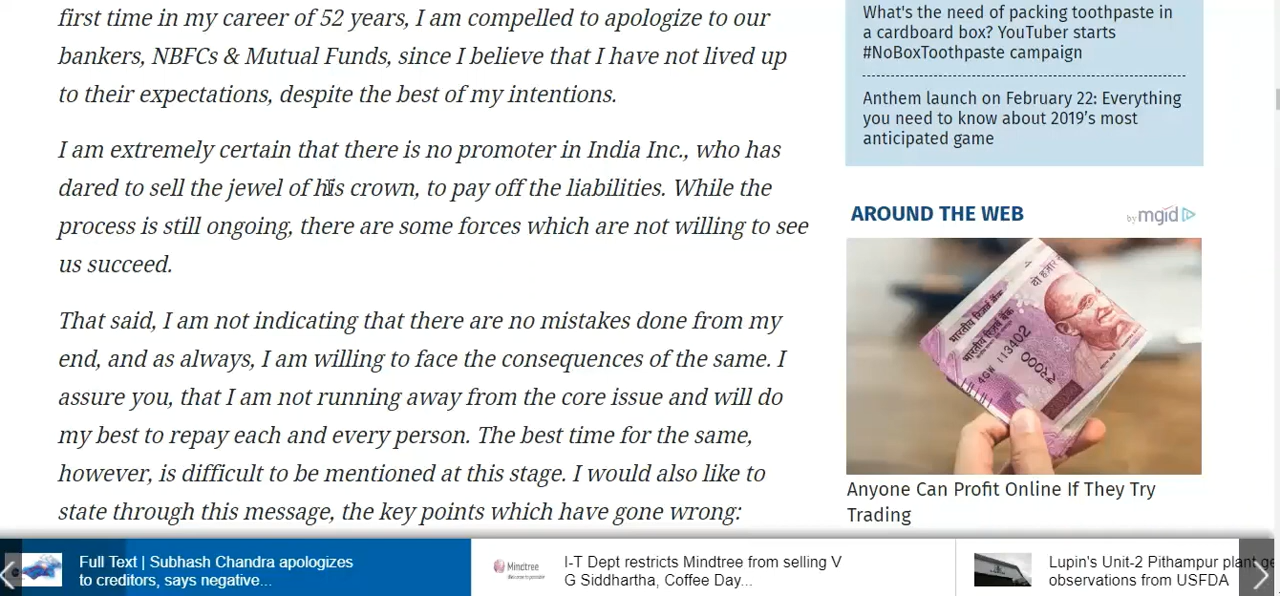 first time in my career of 52 years, I am compelled to apologize to our
bankers, NBFCs & Mutual Funds, since I believe that I have not lived up
to their expectations, despite the best of my intentions.
I am extremely certain that there is no promoter in India Inc., who has
dared to sell the jewel of his crown, to pay off the liabilities. While the
process is still ongoing, there are some forces which are not willing to see
us succeed.
That said, I am not indicating that there are no mistakes done from my
end, and as always, I am willing to face the consequences of the same. I
assure you, that I am not running away from the core issue and will do
my best to repay each and every person. The best time for the same,
however, is difficult to be mentioned at this stage. I would also like to
state through this message, the key points which have gone wrong:
What's the need of packing toothpaste in
a cardboard box? YouTuber starts
#NoBoxToothpaste campaign
Anthem launch on February 22: Everything
you need to know about 2019's most
anticipated game
AROUND THE WEB
by mgid
भारतीय रिज़र्व बैंक
4GW 113402
Anyone Can Profit Online If They Try
Trading
Full Text | Subhash Chandra apologizes
to creditors, says negative...
Mindtree
I-T Dept restricts Mindtree from selling V
G Siddhartha, Coffee Day...
Lupin's Unit-2 Pithampur plant ge
observations from USFDA